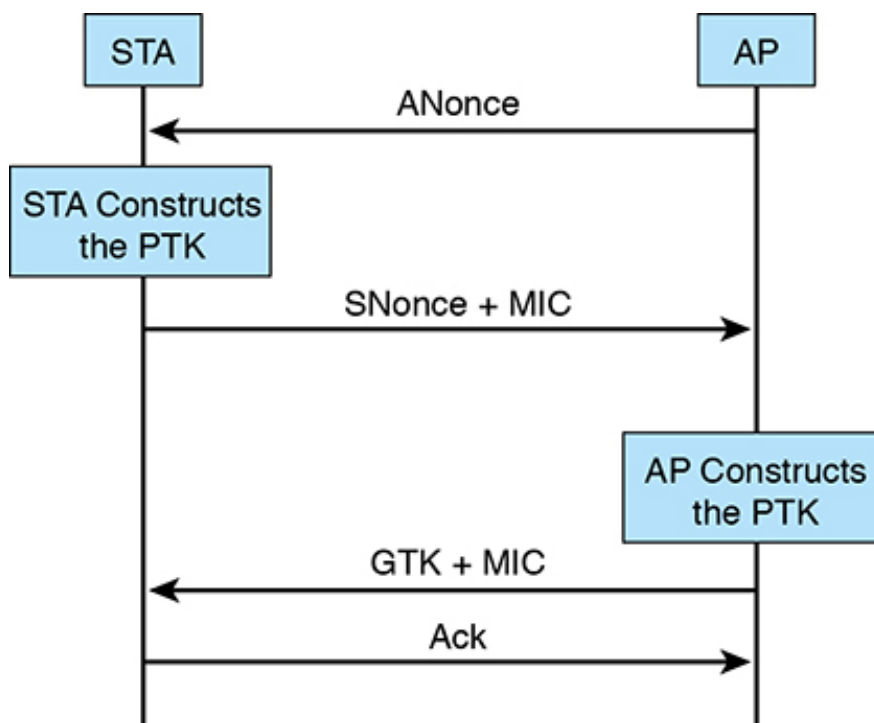 STA
AP
ANonce
STA Constructs
the PTK
SNonce + MIC
AP Constructs
the PTK
GTK + MIC
Ack